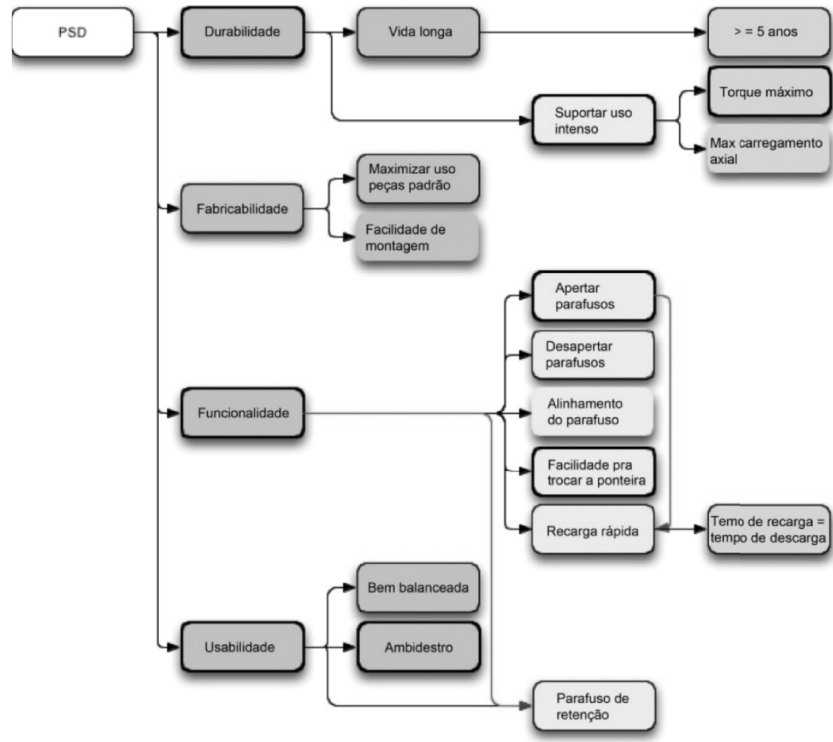 PSD
Durabilidade
Vida longa
> = 5 anos
Suportar uso
intenso
Torque máximo
Max carregamento
axial
Fabricabilidade
Maximizar uso
peças padrão
Facilidade de
montagem
Funcionalidade
Apertar
parafusos
Desapertar
parafusos
Alinhamento
do parafuso
Facilidade pra
trocar a ponteira
Recarga rápida
Temo de recarga =
tempo de descarga
Usabilidade
Bem balanceada
Ambidestro
Parafuso de
retenção